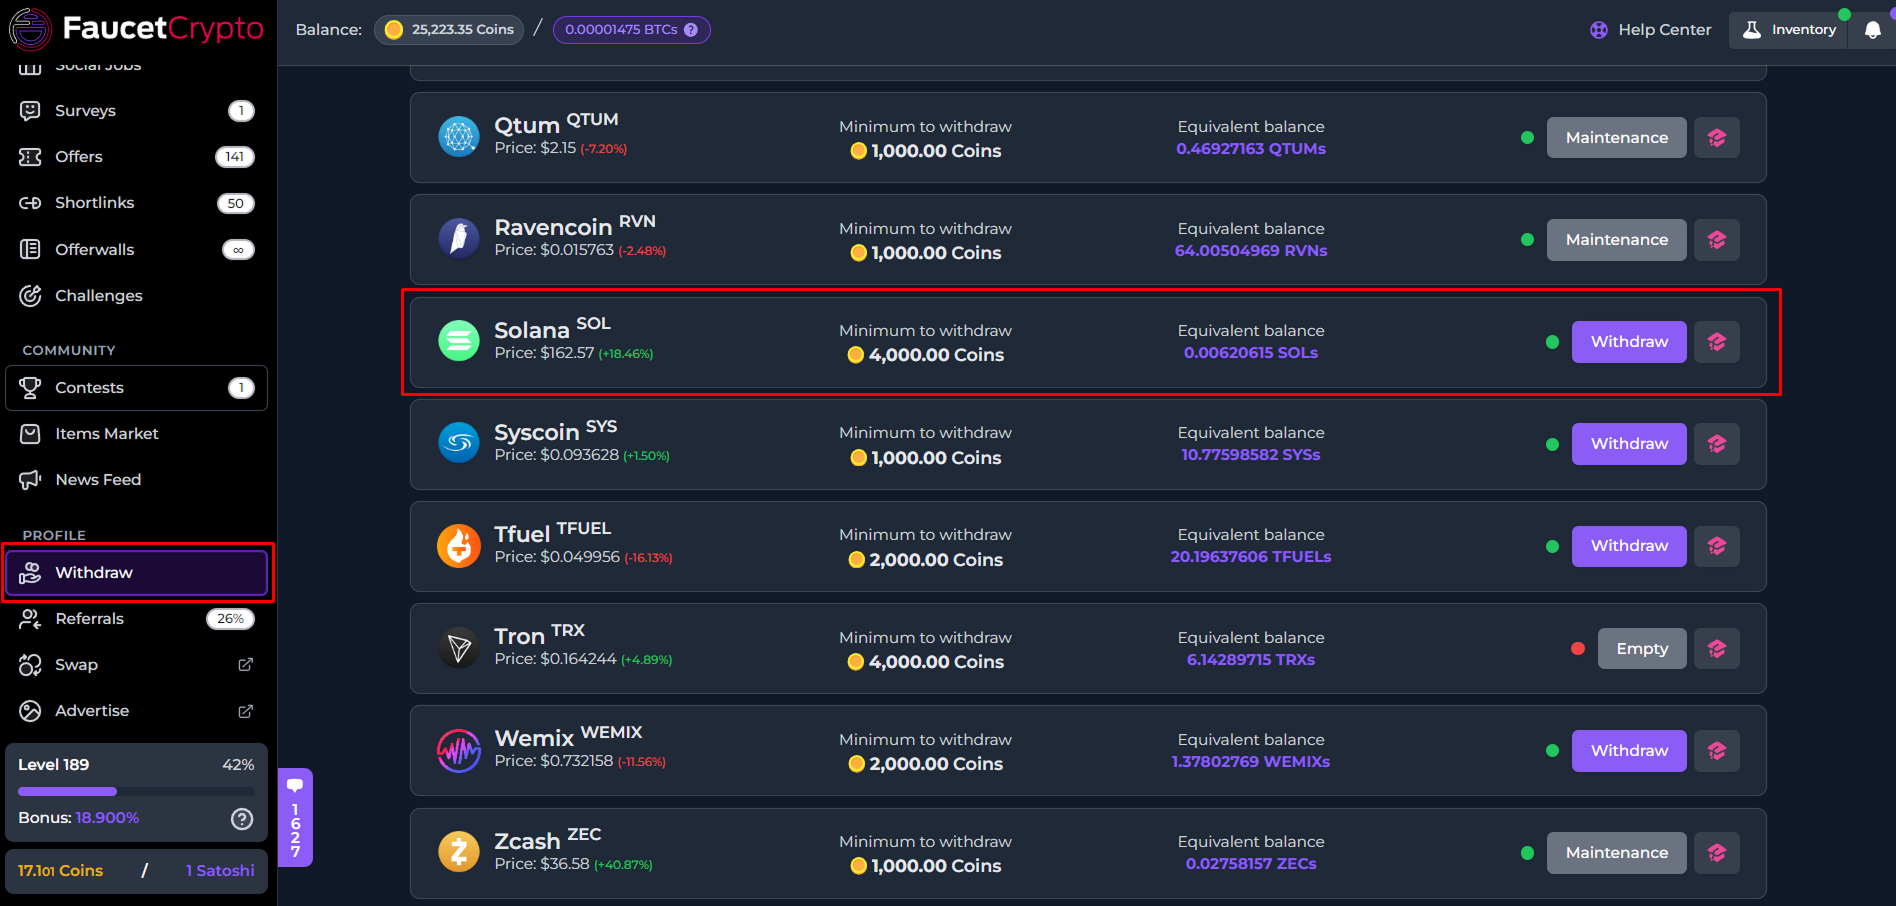 FaucetCrypto
Balance: 25,223.35 Coins / 0.00001475 BTCs ?
Help Center
Inventory
Social Jobs
Surveys 1
Offers 141
Shortlinks 50
Offerwalls ∞
Challenges
COMMUNITY
Contests 1
Items Market
News Feed
PROFILE
Withdraw
Referrals 26%
Swap
Advertise
Level 189 42%
Bonus: 18.900% ?
17.101 Coins / 1 Satoshi
1627
Qtum QTUM
Price: $2.15 (-7.20%)
Minimum to withdraw
1,000.00 Coins
Equivalent balance
0.46927163 QTUMs
Maintenance
Ravencoin RVN
Price: $0.015763 (-2.48%)
Minimum to withdraw
1,000.00 Coins
Equivalent balance
64.00504969 RVNs
Maintenance
Solana SOL
Price: $162.57 (+18.46%)
Minimum to withdraw
4,000.00 Coins
Equivalent balance
0.00620615 SOLs
Withdraw
Syscoin SYS
Price: $0.093628 (+1.50%)
Minimum to withdraw
1,000.00 Coins
Equivalent balance
10.77598582 SYSs
Withdraw
Tfuel TFUEL
Price: $0.049956 (-16.13%)
Minimum to withdraw
2,000.00 Coins
Equivalent balance
20.19637606 TFUELs
Withdraw
Tron TRX
Price: $0.164244 (+4.89%)
Minimum to withdraw
4,000.00 Coins
Equivalent balance
6.14289715 TRXs
Empty
Wemix WEMIX
Price: $0.732158 (-11.56%)
Minimum to withdraw
2,000.00 Coins
Equivalent balance
1.37802769 WEMIXs
Withdraw
Zcash ZEC
Price: $36.58 (+40.87%)
Minimum to withdraw
1,000.00 Coins
Equivalent balance
0.02758157 ZECs
Maintenance